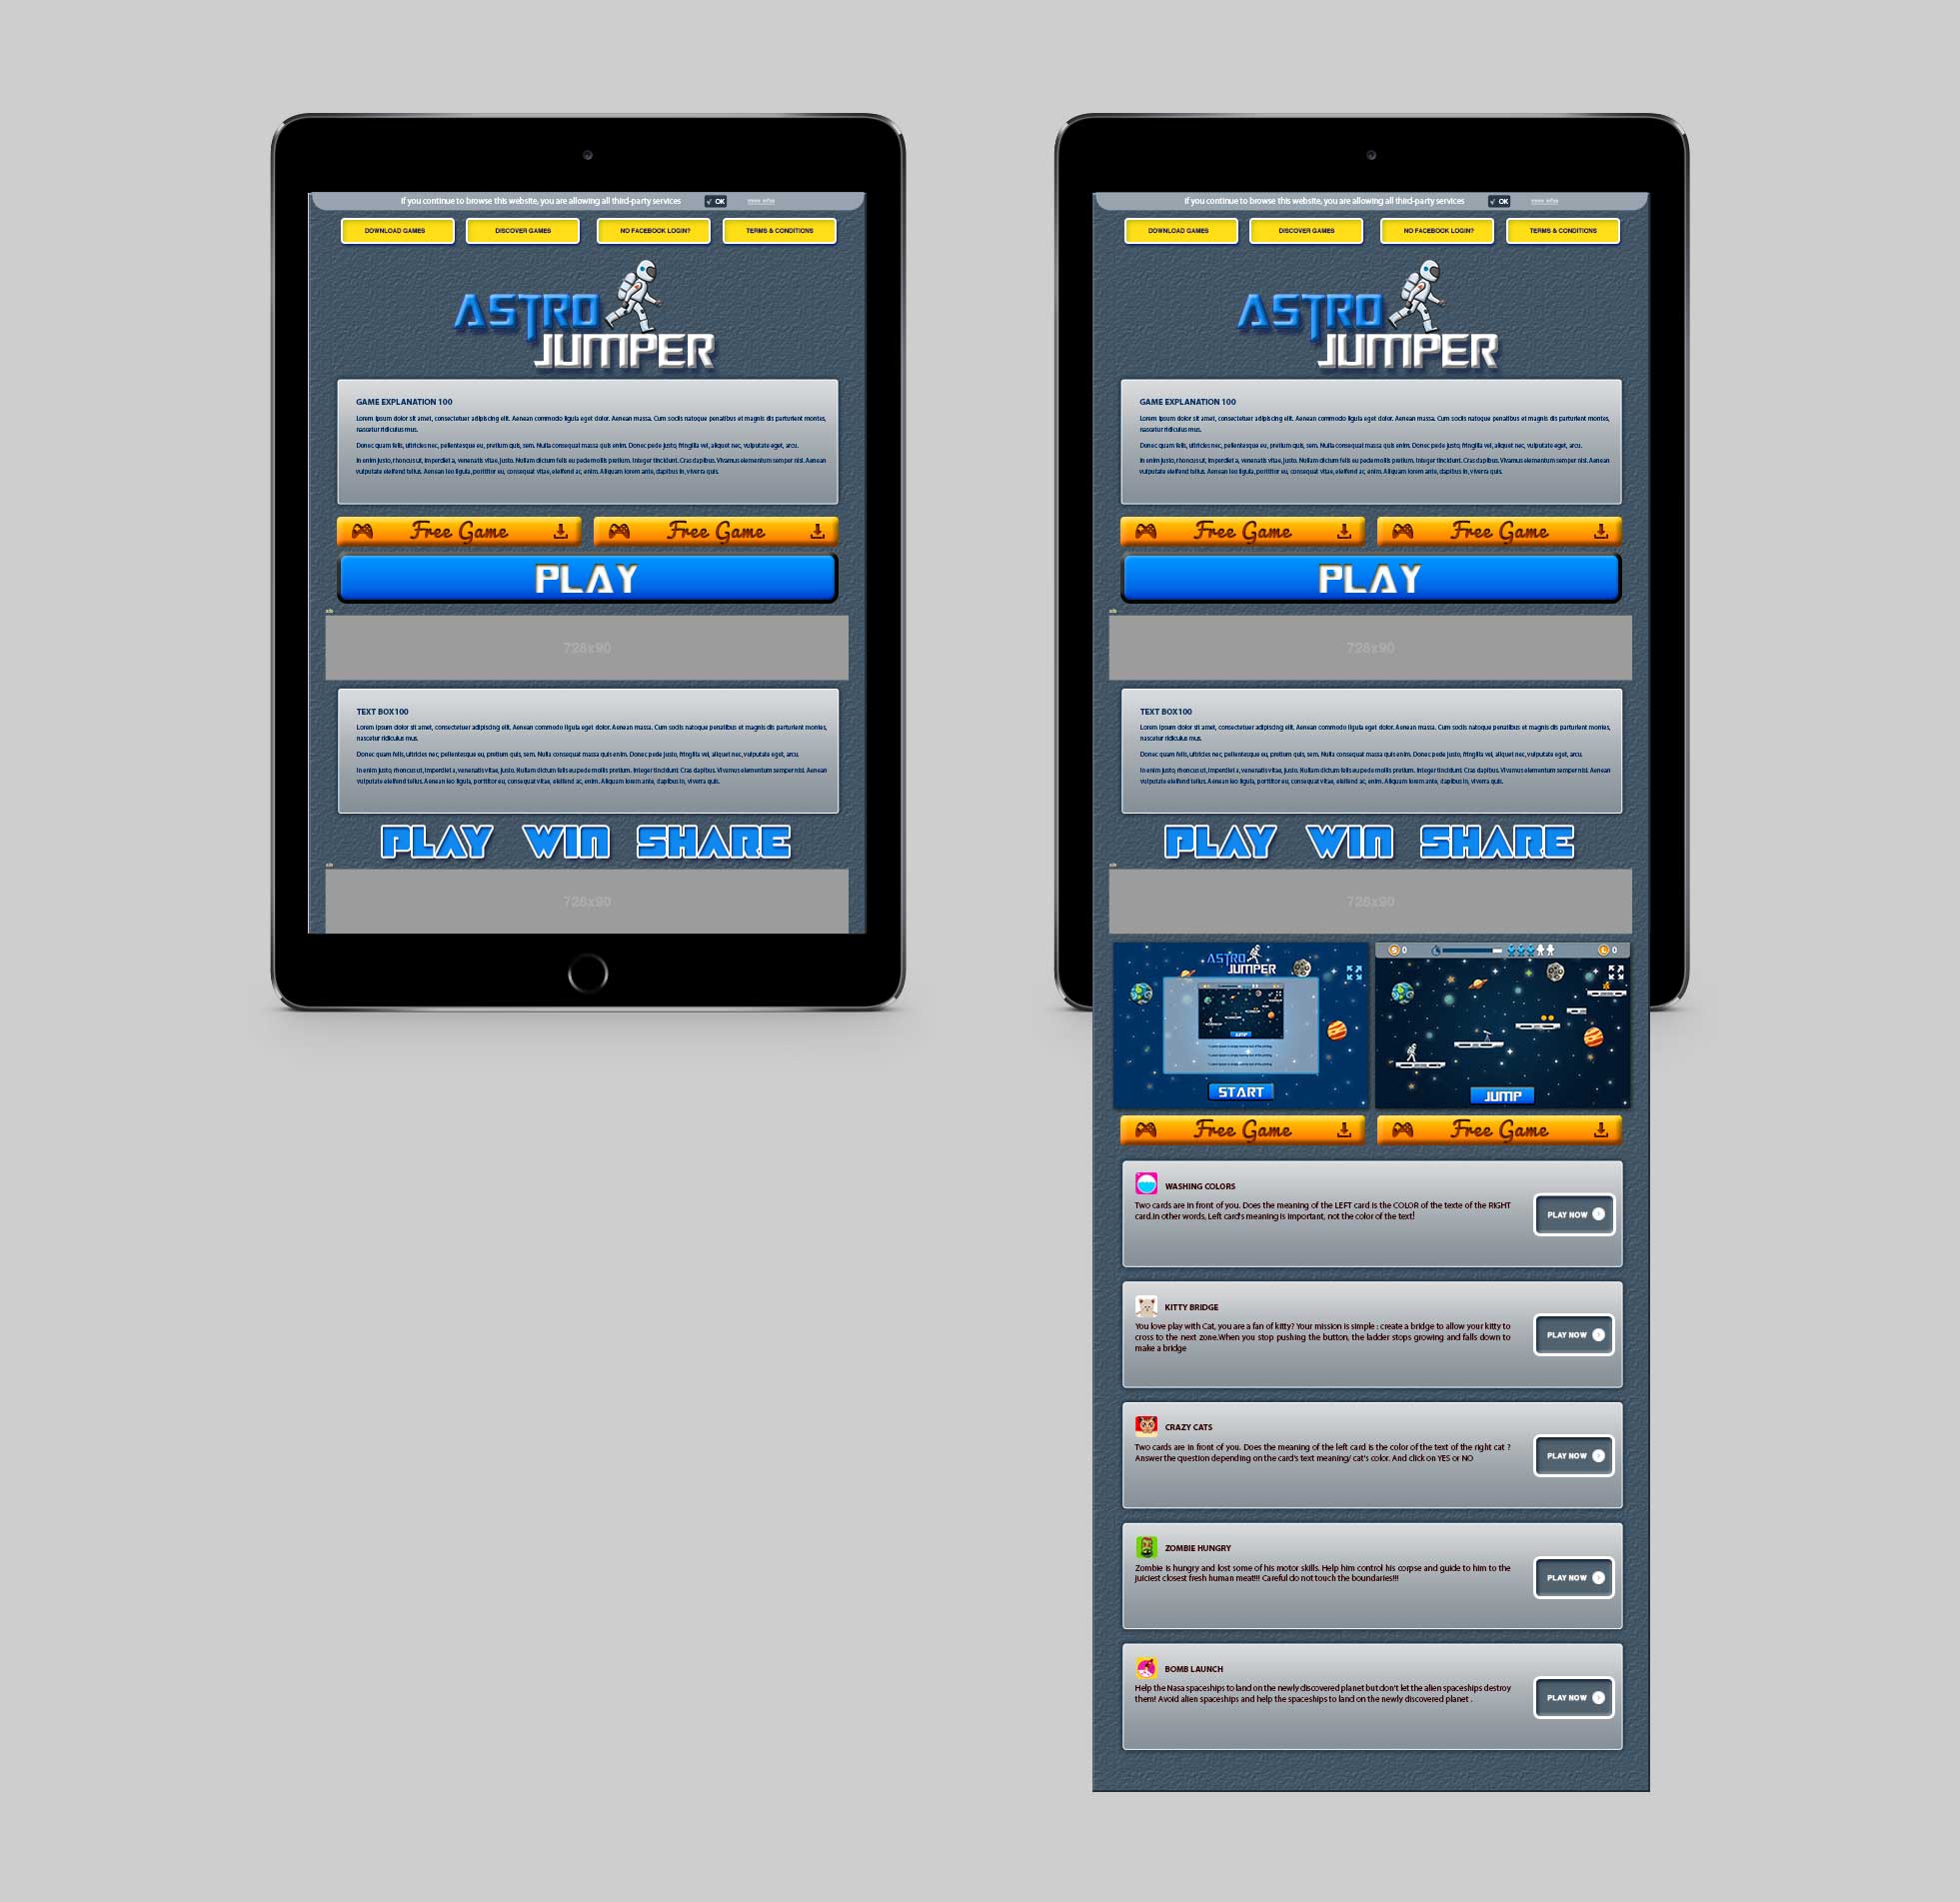 If you continue to browse this website, you are allowing all third-party services
OK
DOWNLOAD GAMES
DISCOVER GAMES
NO FACEBOOK LOGIN?
TERMS & CONDITIONS
ASTRO
JUMPER
GAME EXPLANATION 100
Lorem ipsum dolor sit amet, consectetuer adipiscing elit. Aenean commodo ligula eget dolor. Aenean massa. Cum sociis natoque penatibus et magnis dis parturient montes,
nascetur ridiculus mus.
Donec quam felis, ultricies nec, pellentesque eu, pretium quis, sem. Nulla consequat massa quis enim. Donec pede justo, fringilla vel, aliquet nec, vulputate eget, arcu.
In enim justo, rhoncus ut, imperdiet a, venenatis vitae, justo. Nullam dictum felis eu pede mollis pretium. Integer tincidunt. Cras dapibus. Vivamus elementum semper nisi. Aenean
vulputate eleifend tellus. Aenean leo ligula, porttitor eu, consequat vitae, eleifend ac, enim. Aliquam lorem ante, dapibus in, viverra quis.
Free Game
Free Game
PLAY
728x90
TEXT BOX100
Lorem ipsum dolor sit amet, consectetuer adipiscing elit. Aenean commodo ligula eget dolor. Aenean massa. Cum sociis natoque penatibus et magnis dis parturient montes,
nascetur ridiculus mus.
Donec quam felis, ultricies nec, pellentesque eu, pretium quis, sem. Nulla consequat massa quis enim. Donec pede justo, fringilla vel, aliquet nec, vulputate eget, arcu.
In enim justo, rhoncus ut, imperdiet a, venenatis vitae, justo. Nullam dictum felis eu pede mollis pretium. Integer tincidunt. Cras dapibus. Vivamus elementum semper nisi. Aenean
vulputate eleifend tellus. Aenean leo ligula, porttitor eu, consequat vitae, eleifend ac, enim. Aliquam lorem ante, dapibus in, viverra quis.
PLAY WIN SHARE
728x90
If you continue to browse this website, you are allowing all third-party services
OK
DOWNLOAD GAMES
DISCOVER GAMES
NO FACEBOOK LOGIN?
TERMS & CONDITIONS
ASTRO
JUMPER
GAME EXPLANATION 100
Lorem ipsum dolor sit amet, consectetuer adipiscing elit. Aenean commodo ligula eget dolor. Aenean massa. Cum sociis natoque penatibus et magnis dis parturient montes,
nascetur ridiculus mus.
Donec quam felis, ultricies nec, pellentesque eu, pretium quis, sem. Nulla consequat massa quis enim. Donec pede justo, fringilla vel, aliquet nec, vulputate eget, arcu.
In enim justo, rhoncus ut, imperdiet a, venenatis vitae, justo. Nullam dictum felis eu pede mollis pretium. Integer tincidunt. Cras dapibus. Vivamus elementum semper nisi. Aenean
vulputate eleifend tellus. Aenean leo ligula, porttitor eu, consequat vitae, eleifend ac, enim. Aliquam lorem ante, dapibus in, viverra quis.
Free Game
Free Game
PLAY
728x90
TEXT BOX100
Lorem ipsum dolor sit amet, consectetuer adipiscing elit. Aenean commodo ligula eget dolor. Aenean massa. Cum sociis natoque penatibus et magnis dis parturient montes,
nascetur ridiculus mus.
Donec quam felis, ultricies nec, pellentesque eu, pretium quis, sem. Nulla consequat massa quis enim. Donec pede justo, fringilla vel, aliquet nec, vulputate eget, arcu.
In enim justo, rhoncus ut, imperdiet a, venenatis vitae, justo. Nullam dictum felis eu pede mollis pretium. Integer tincidunt. Cras dapibus. Vivamus elementum semper nisi. Aenean
vulputate eleifend tellus. Aenean leo ligula, porttitor eu, consequat vitae, eleifend ac, enim. Aliquam lorem ante, dapibus in, viverra quis.
PLAY WIN SHARE
728x90
ASTRO
JUMPER
START
0
0
JUMP
Free Game
Free Game
WASHING COLORS
Two cards are in front of you. Does the meaning of the LEFT card is the COLOR of the texte of the RIGHT
card.In other words, Left card's meaning is important, not the color of the text!
PLAY NOW
KITTY BRIDGE
You love play with Cat, you are a fan of kitty? Your mission is simple : create a bridge to allow your kitty to
cross to the next zone.When you stop pushing the button, the ladder stops growing and falls down to
make a bridge
PLAY NOW
CRAZY CATS
Two cards are in front of you. Does the meaning of the left card is the color of the text of the right cat ?
Answer the question depending on the card's text meaning/ cat's color. And click on YES or NO
PLAY NOW
ZOMBIE HUNGRY
Zombie is hungry and lost some of his motor skills. Help him control his corpse and guide to him to the
juiciest closest fresh human meat!!! Careful do not touch the boundaries!!!
PLAY NOW
BOMB LAUNCH
Help the Nasa spaceships to land on the newly discovered planet but don't let the alien spaceships destroy
them! Avoid alien spaceships and help the spaceships to land on the newly discovered planet .
PLAY NOW